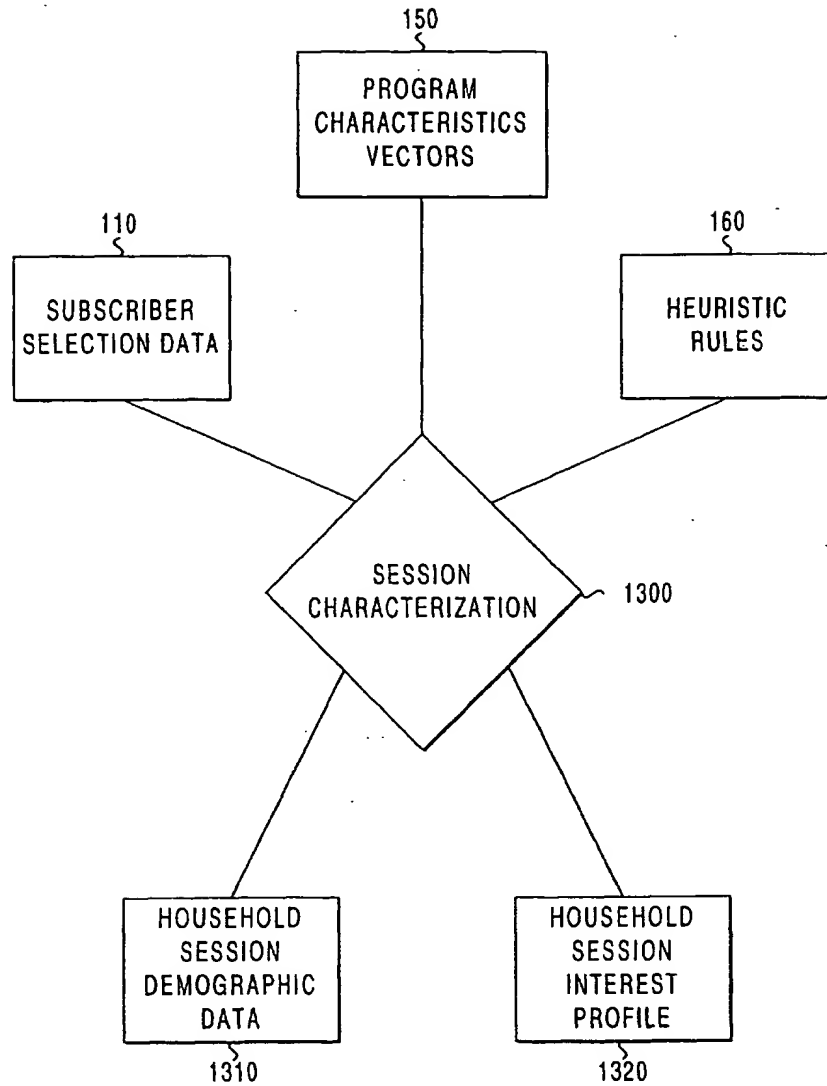 150
PROGRAM
CHARACTERISTICS
VECTORS
110
SUBSCRIBER
SELECTION DATA
160
HEURISTIC
RULES
SESSION
CHARACTERIZATION
1300
HOUSEHOLD
SESSION
DEMOGRAPHIC
DATA
1310
HOUSEHOLD
SESSION
INTEREST
PROFILE
1320